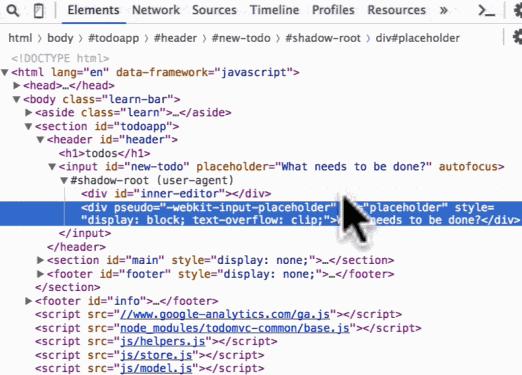 Elements Network Sources Timeline Profiles Resources »
html body #todoapp #header #new-todo #shadow-root div#placeholder
<!DOCTYPE html>
▼<html lang="en" data-framework="javascript">
▶<head>…</head>
▼<body class="learn-bar">
▶<aside class="learn">…</aside>
▼<section id="todoapp">
▼<header id="header">
<h1>todos</h1>
▼<input id="new-todo" placeholder="What needs to be done?" autofocus>
▼#shadow-root (user-agent)
<div id="inner-editor"></div>
<div pseudo="-webkit-input-placeholder" ="placeholder" style=
"display: block; text-overflow: clip;"> needs to be done?</div>
</input>
</header>
▶<section id="main" style="display: none;">…</section>
▶<footer id="footer" style="display: none;">…</footer>
</section>
▶<footer id="info">…</footer>
<script src="//www.google-analytics.com/ga.js"></script>
<script src="node_modules/todomvc-common/base.js"></script>
<script src="js/helpers.js"></script>
<script src="js/store.js"></script>
<script src="js/model.js"></script>